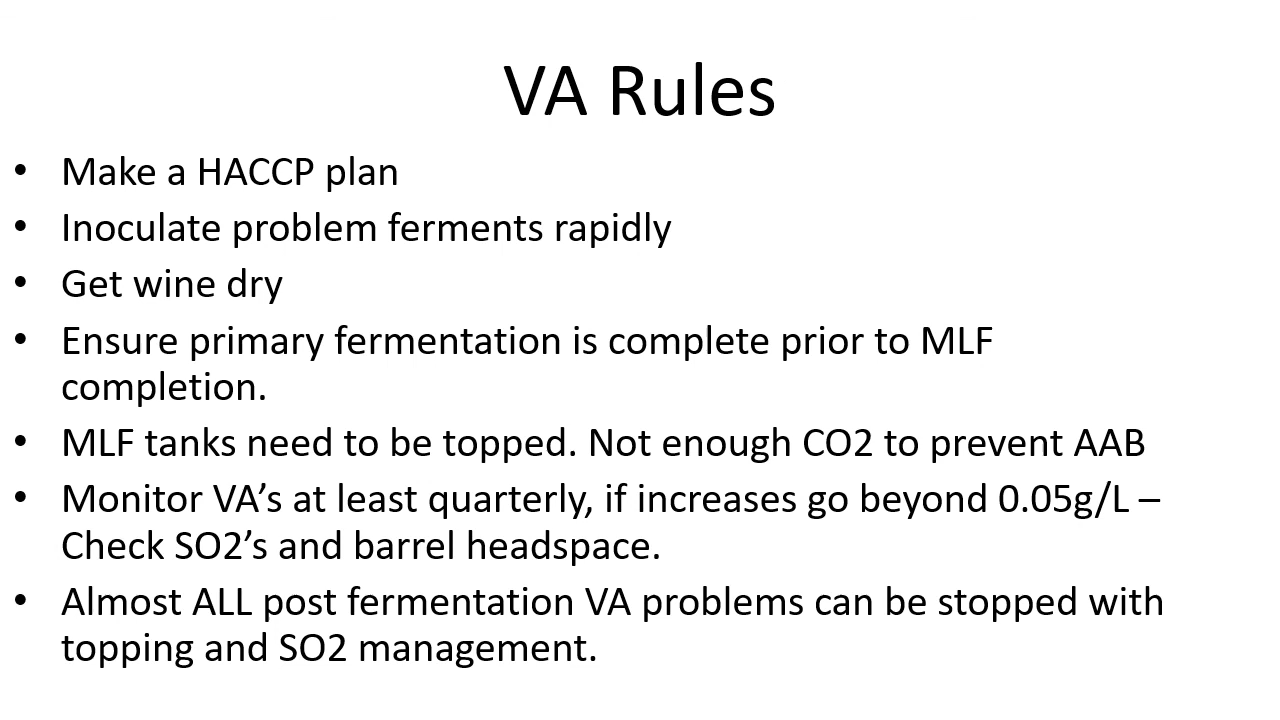 VA Rules
• Make a HACCP plan
• Inoculate problem ferments rapidly
• Get wine dry
• Ensure primary fermentation is complete prior to MLF
completion.
• MLF tanks need to be topped. Not enough CO2 to prevent AAB
• Monitor VA’s at least quarterly, if increases go beyond 0.05g/L –
Check SO2’s and barrel headspace.
• Almost ALL post fermentation VA problems can be stopped with
topping and SO2 management.